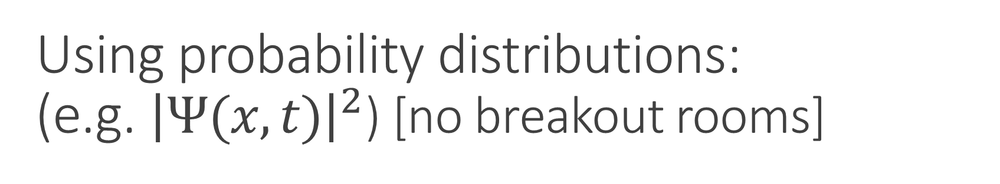 Using probability distributions:
(e.g. |Ψ(x, t)|²) [no breakout rooms]